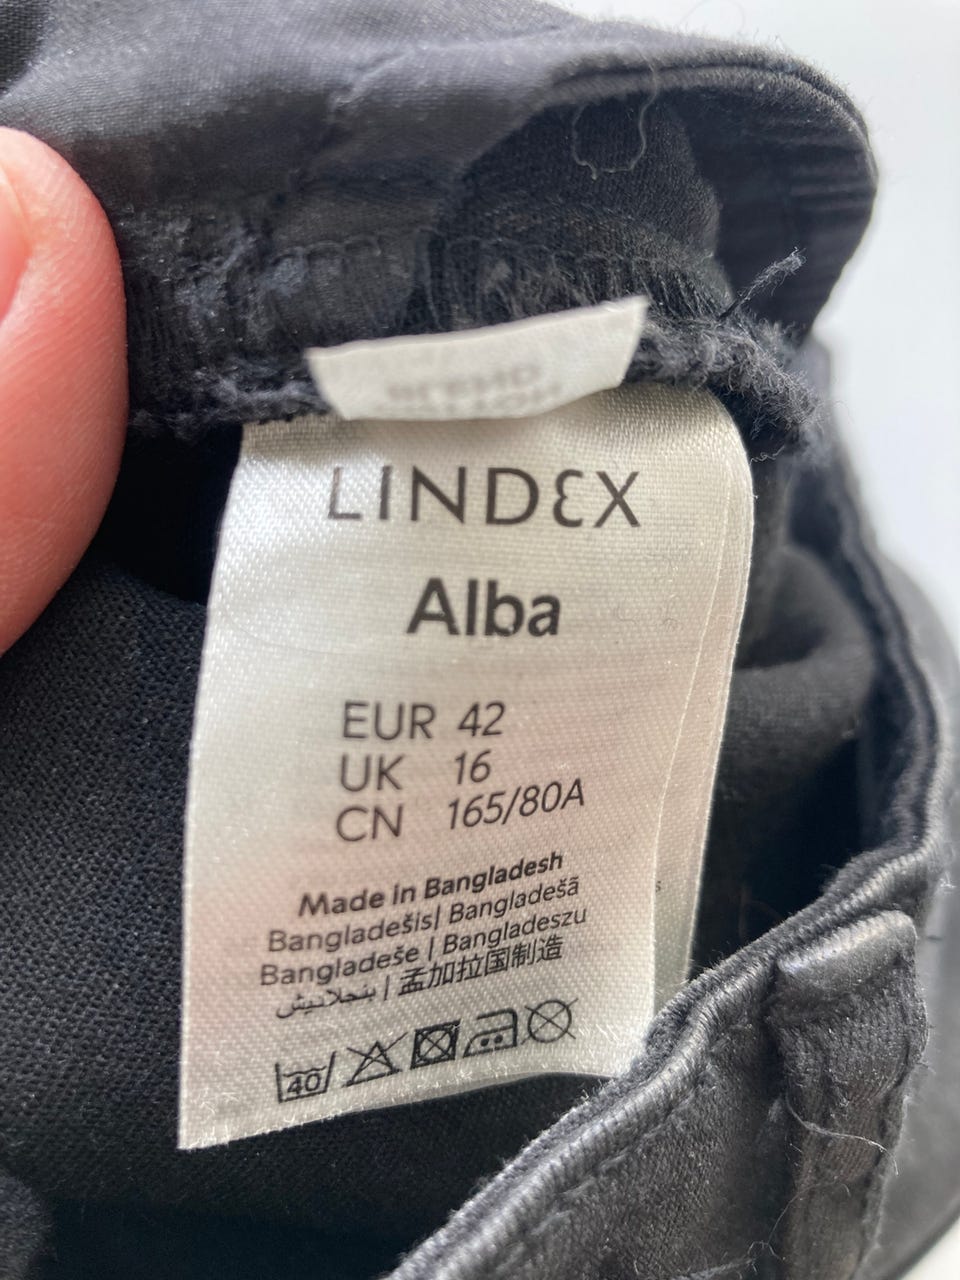 LINDEX
Alba
EUR 42
UK 16
CN 165/80A
Made in Bangladesh
Bangladešis| Bangladešā
Bangladeše | Bangladeszu
بنجلاديش | 孟加拉国制造
40